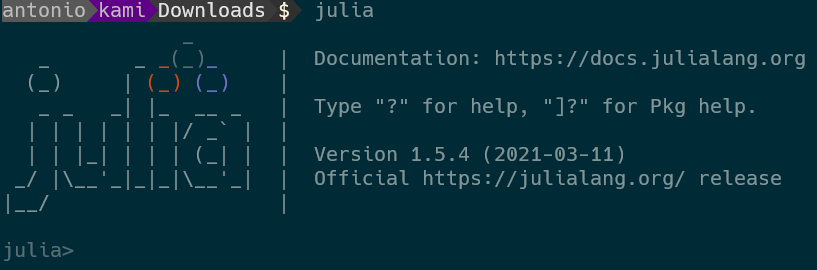 antonio kami Downloads $ julia
               _
   _       _ _(_)_     |  Documentation: https://docs.julialang.org
  (_)     | (_) (_)    |
   _ _   _| |_  __ _   |  Type "?" for help, "]?" for Pkg help.
  | | | | | | |/ _` |  |
  | | |_| | | | (_| |  |  Version 1.5.4 (2021-03-11)
 _/ |\__'_|_|_|\__'_|  |  Official https://julialang.org/ release
|__/                   |
julia>